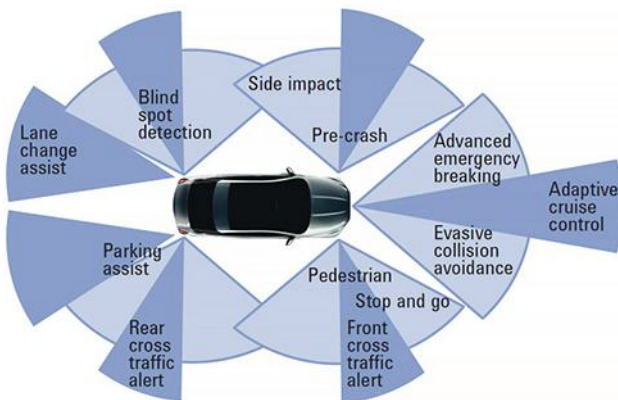 Side impact
Blind
spot
detection
Lane
change
assist
Pre-crash
Advanced
emergency
breaking
Adaptive
cruise
control
Evasive
collision
avoidance
Parking
assist
Pedestrian
Stop and go
Rear
cross
traffic
alert
Front
cross
traffic
alert